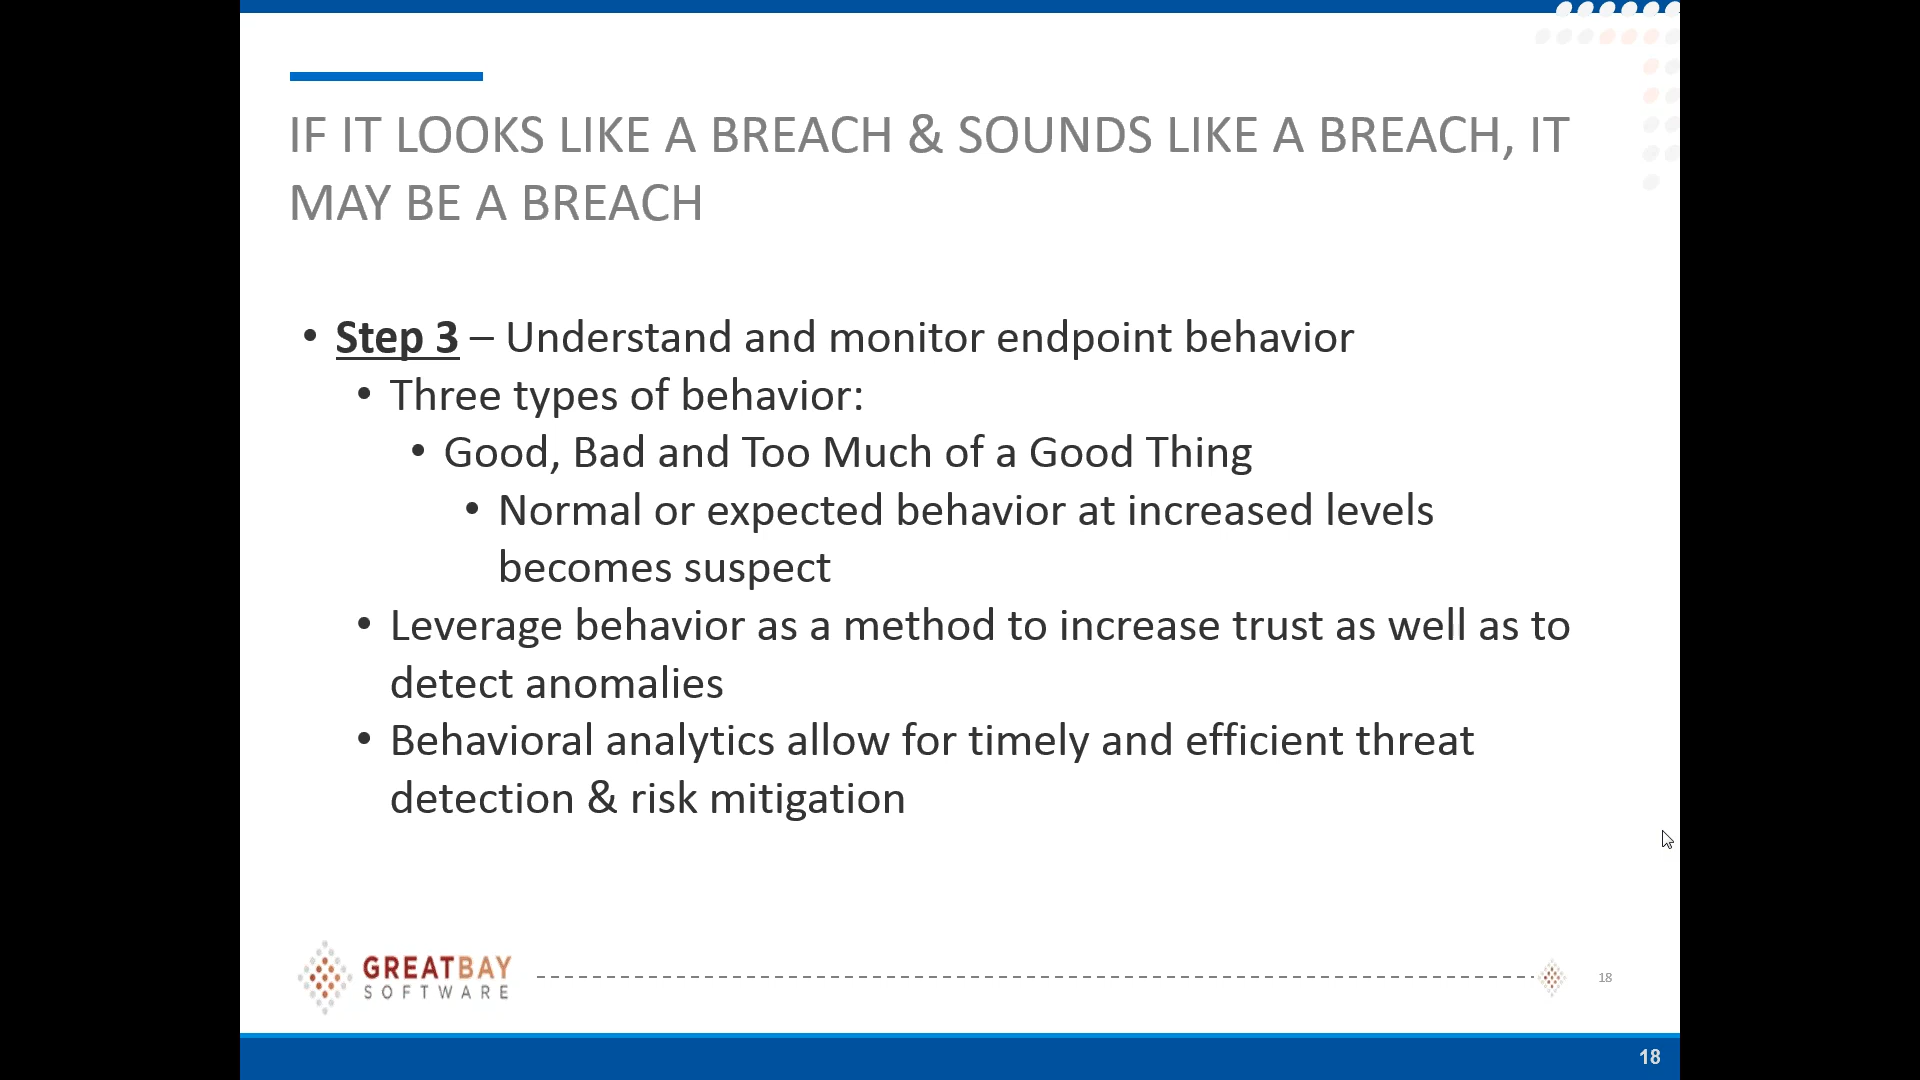 IF IT LOOKS LIKE A BREACH & SOUNDS LIKE A BREACH, IT
MAY BE A BREACH
• Step 3 – Understand and monitor endpoint behavior
• Three types of behavior:
• Good, Bad and Too Much of a Good Thing
• Normal or expected behavior at increased levels
becomes suspect
• Leverage behavior as a method to increase trust as well as to
detect anomalies
• Behavioral analytics allow for timely and efficient threat
detection & risk mitigation
GREATBAY
SOFTWARE
18
18